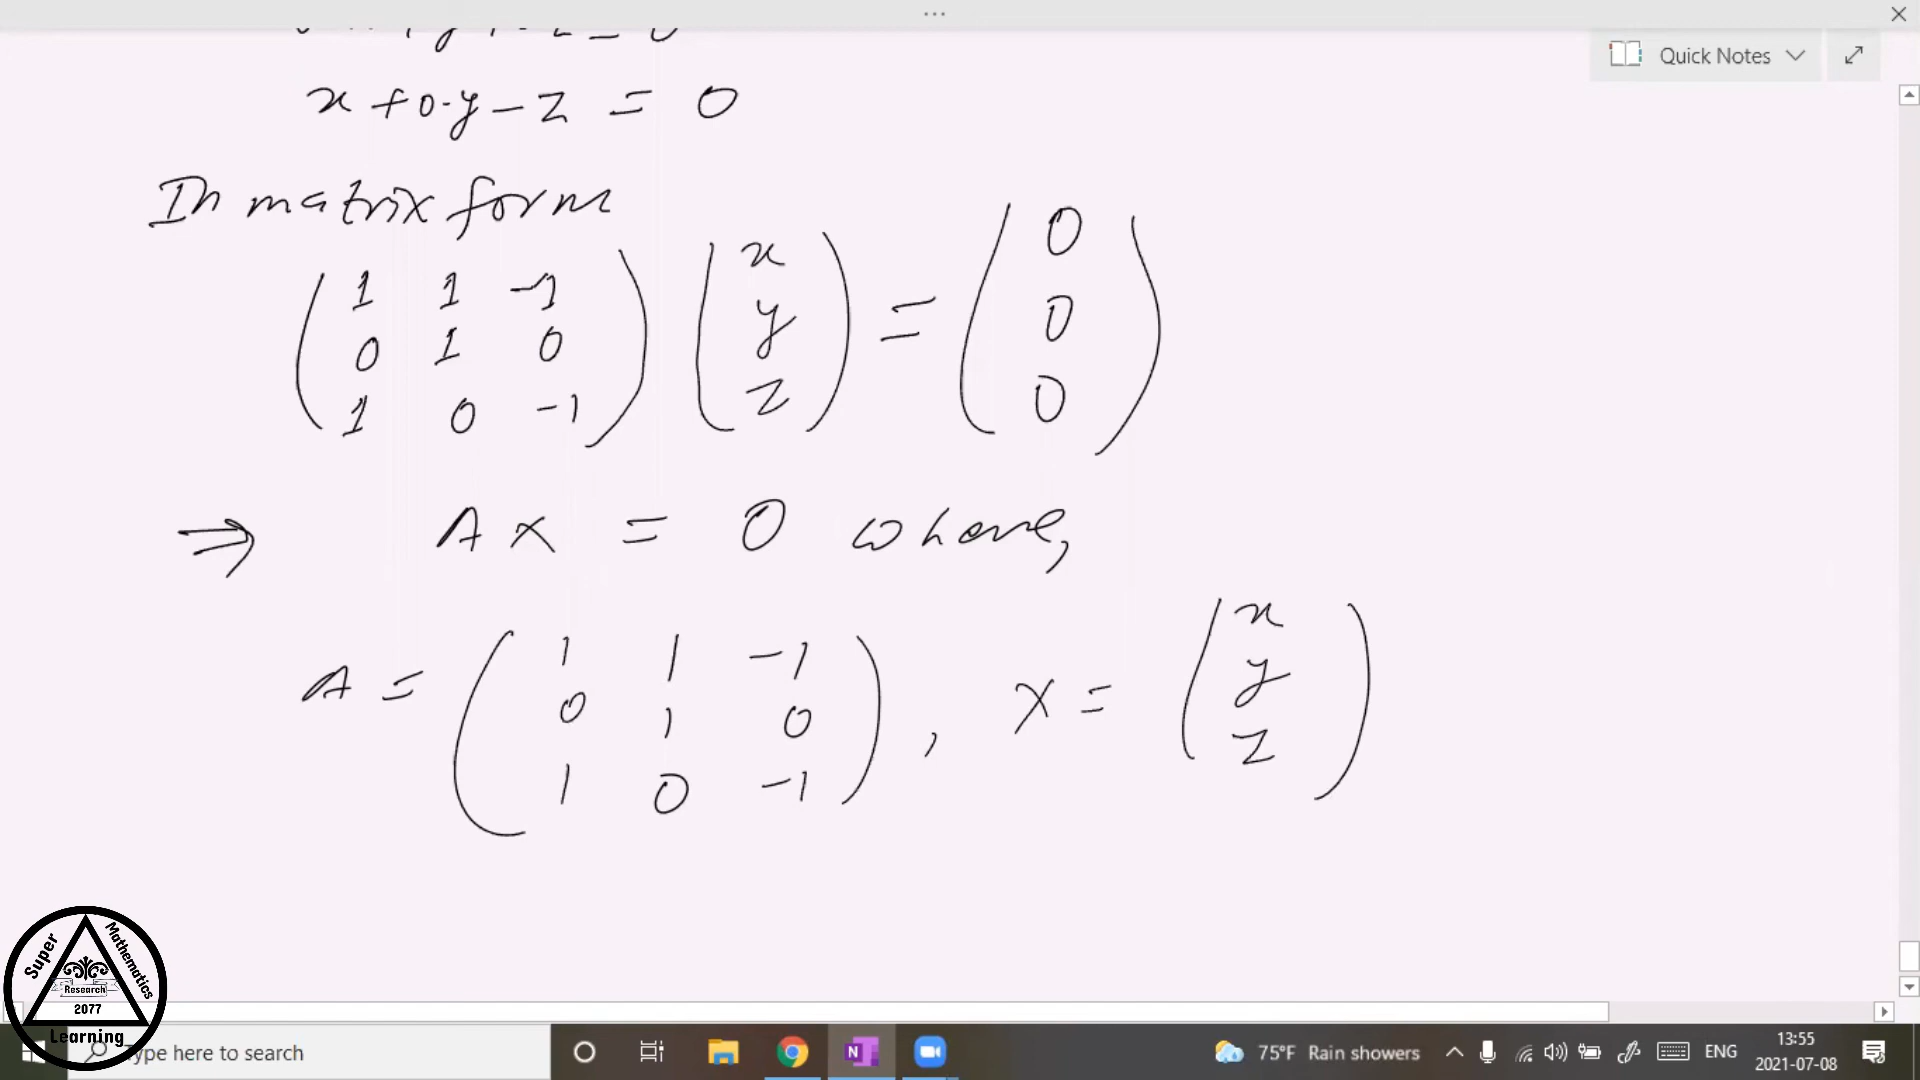 Quick Notes
x + 0·y - z = 0
In matrix form
( 1 1 -1 ) ( x ) = ( 0 )
( 0 1 0 ) ( y ) ( 0 )
( 1 0 -1 ) ( z ) ( 0 )
⇒ A X = 0 where,
A = ( 1 1 -1 ) , X = ( x )
( 0 1 0 ) ( y )
( 1 0 -1 ) ( z )
Super Mathematics
Research
2077
Learning
Type here to search
75°F Rain showers
ENG
13:55
2021-07-08